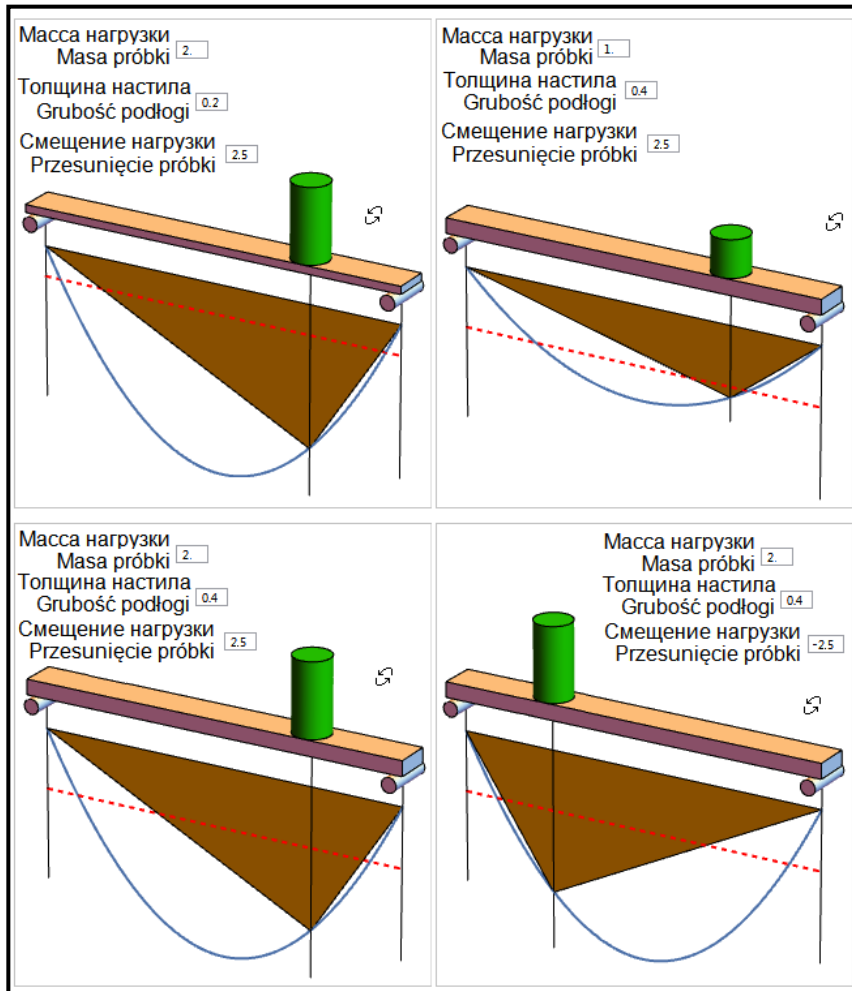 Масса нагрузки
Masa próbki 2.
Толщина настила
Grubość podłogi 0.2
Смещение нагрузки
Przesunięcie próbki 2.5
Масса нагрузки
Masa próbki 1.
Толщина настила
Grubość podłogi 0.4
Смещение нагрузки
Przesunięcie próbki 2.5
Масса нагрузки
Masa próbki 2.
Толщина настила
Grubość podłogi 0.4
Смещение нагрузки
Przesunięcie próbki 2.5
Масса нагрузки
Masa próbki 2.
Толщина настила
Grubość podłogi 0.4
Смещение нагрузки
Przesunięcie próbki -2.5